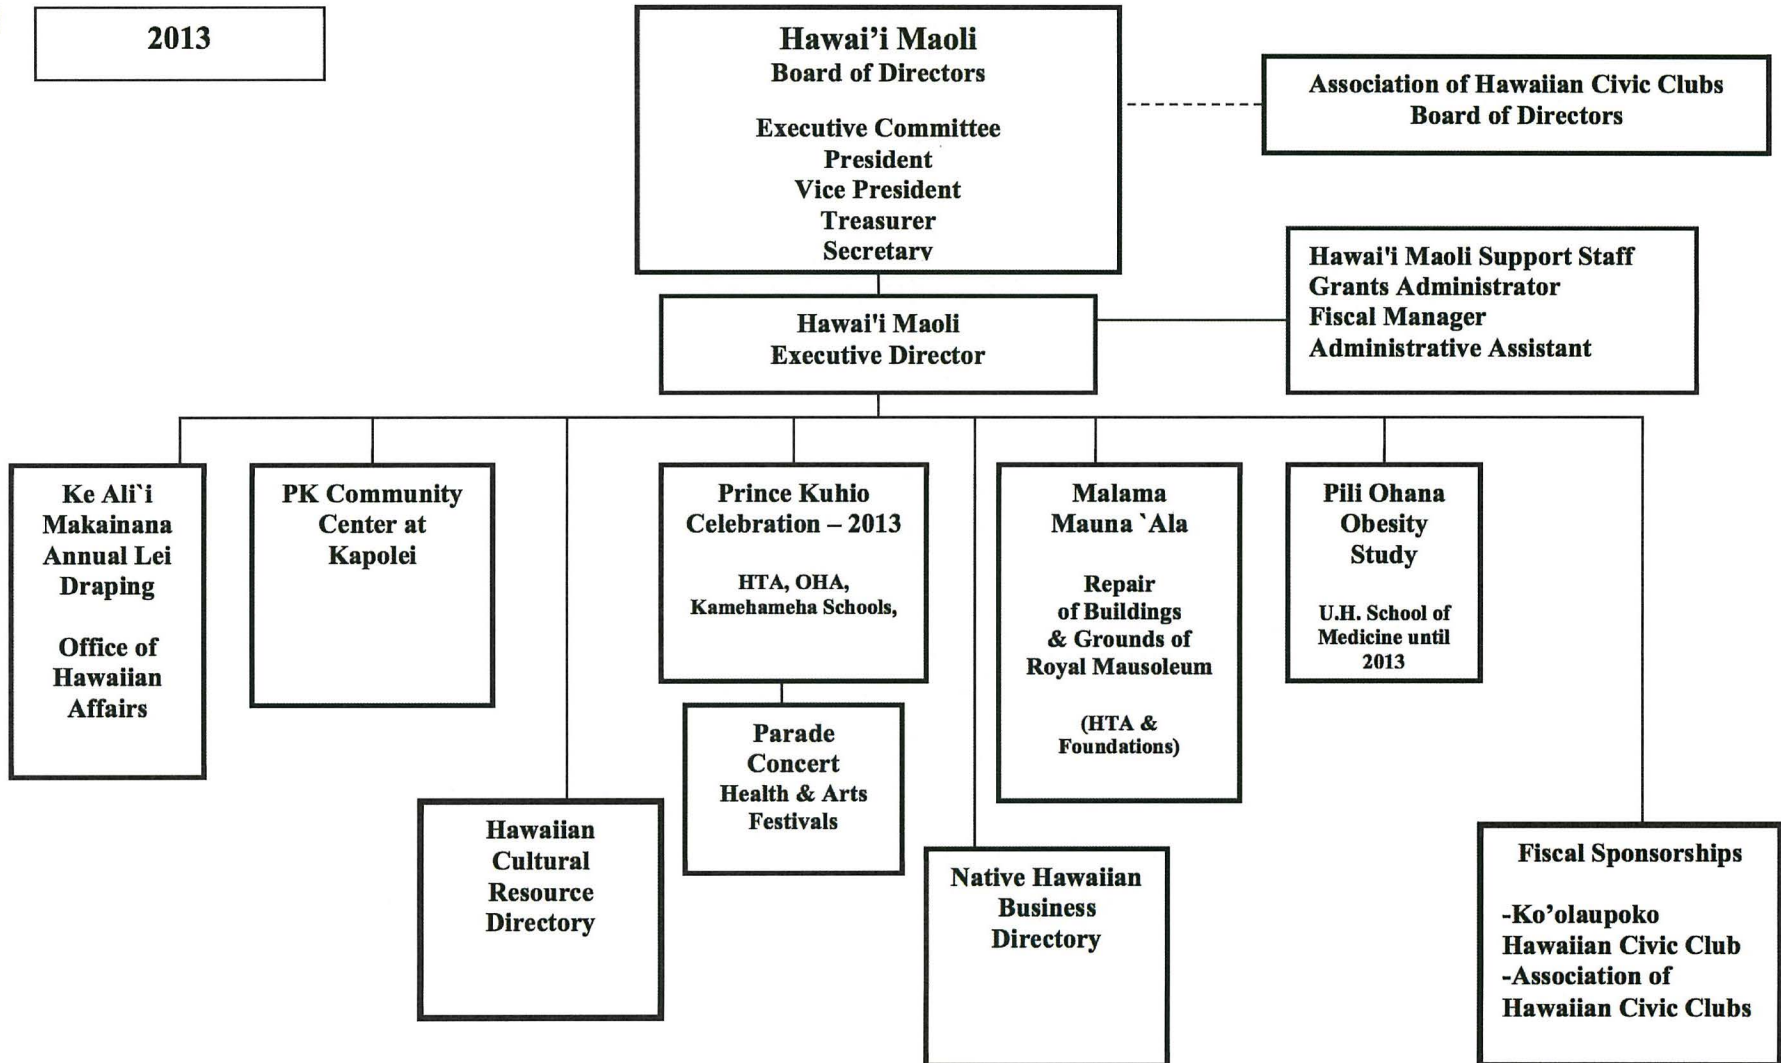 2013
Hawai’i Maoli
Board of Directors
Executive Committee
President
Vice President
Treasurer
Secretary
Association of Hawaiian Civic Clubs
Board of Directors
Hawai'i Maoli Support Staff
Grants Administrator
Fiscal Manager
Administrative Assistant
Hawai'i Maoli
Executive Director
Ke Ali`i
Makainana
Annual Lei
Draping
Office of
Hawaiian
Affairs
PK Community
Center at
Kapolei
Hawaiian
Cultural
Resource
Directory
Prince Kuhio
Celebration – 2013
HTA, OHA,
Kamehameha Schools,
Parade
Concert
Health & Arts
Festivals
Native Hawaiian
Business
Directory
Malama
Mauna `Ala
Repair
of Buildings
& Grounds of
Royal Mausoleum
(HTA &
Foundations)
Pili Ohana
Obesity
Study
U.H. School of
Medicine until
2013
Fiscal Sponsorships
-Ko’olaupoko
Hawaiian Civic Club
-Association of
Hawaiian Civic Clubs